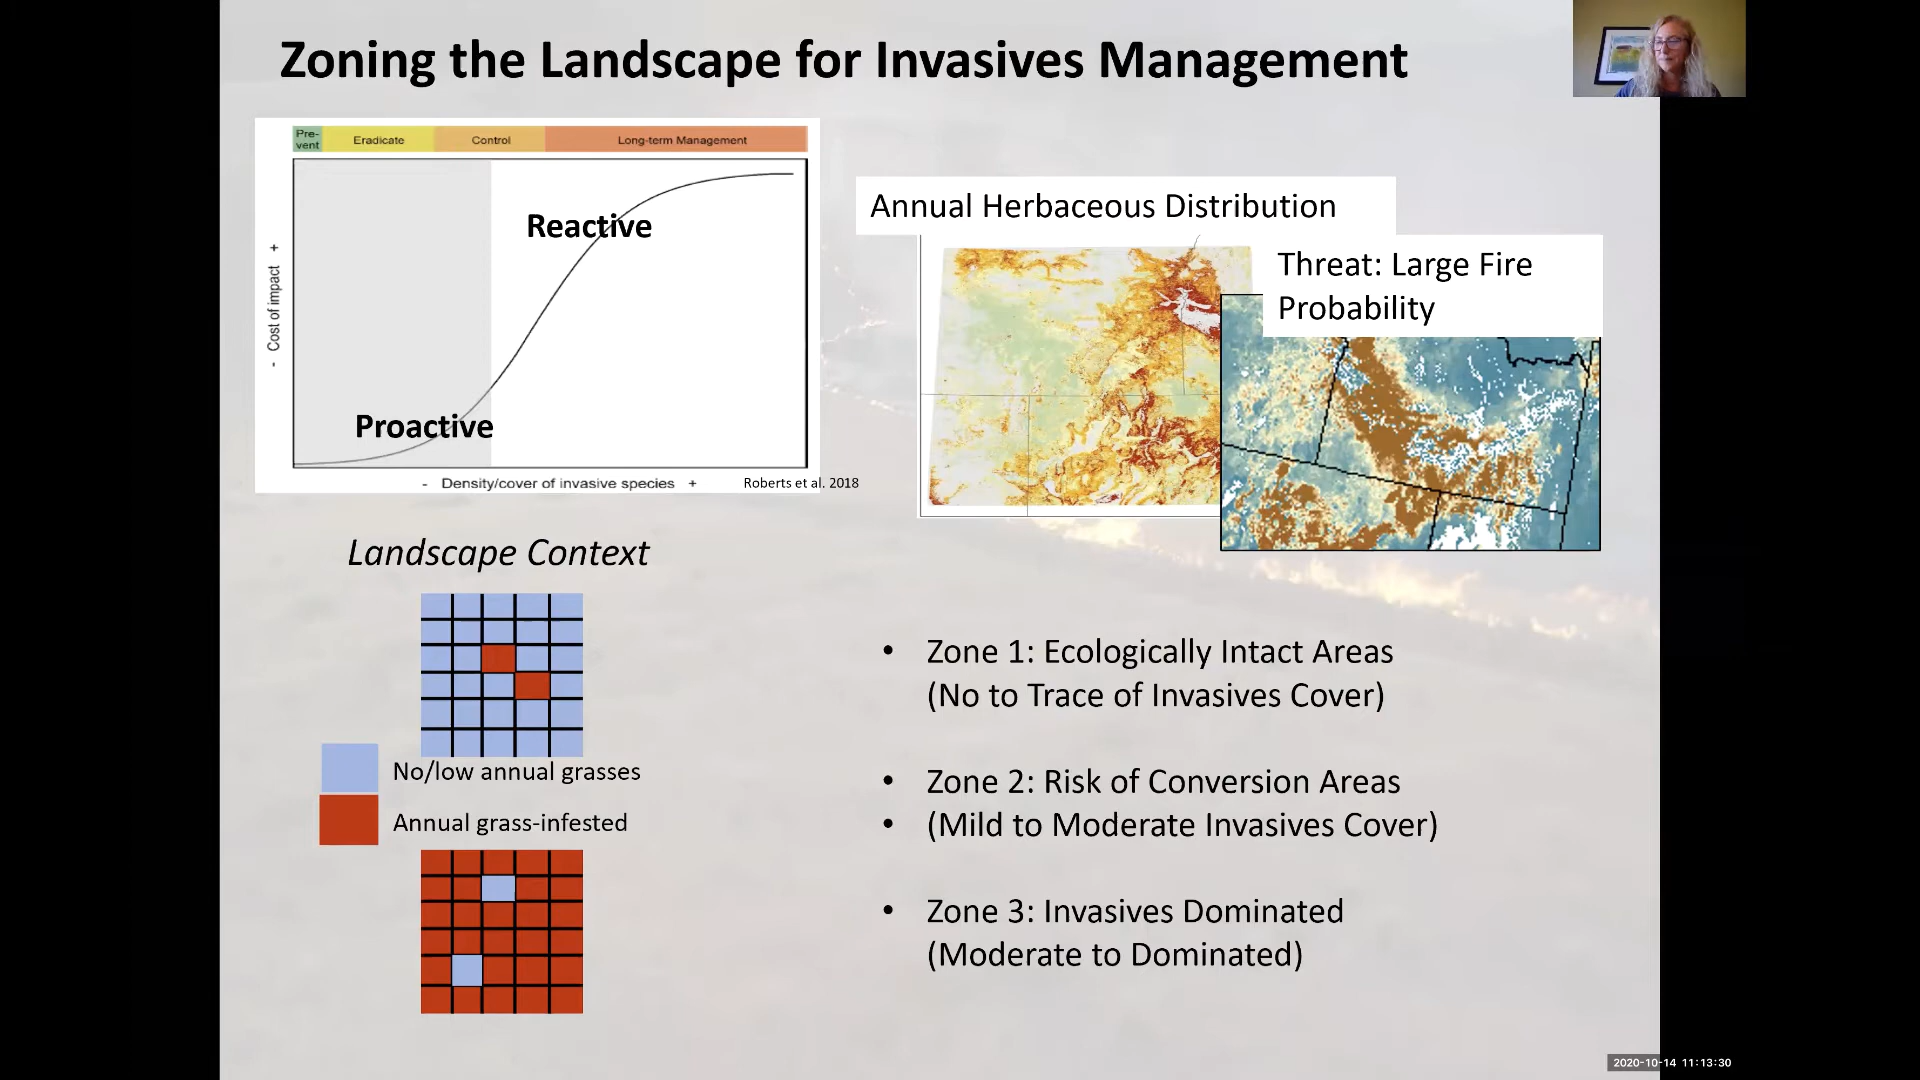 Zoning the Landscape for Invasives Management
Pre-
vent
Eradicate
Control
Long-term Management
Reactive
Proactive
- Cost of impact +
- Density/cover of invasive species +
Roberts et al. 2018
Annual Herbaceous Distribution
Threat: Large Fire
Probability
Landscape Context
No/low annual grasses
Annual grass-infested
• Zone 1: Ecologically Intact Areas
(No to Trace of Invasives Cover)
• Zone 2: Risk of Conversion Areas
• (Mild to Moderate Invasives Cover)
• Zone 3: Invasives Dominated
(Moderate to Dominated)
2020-10-14 11:13:30